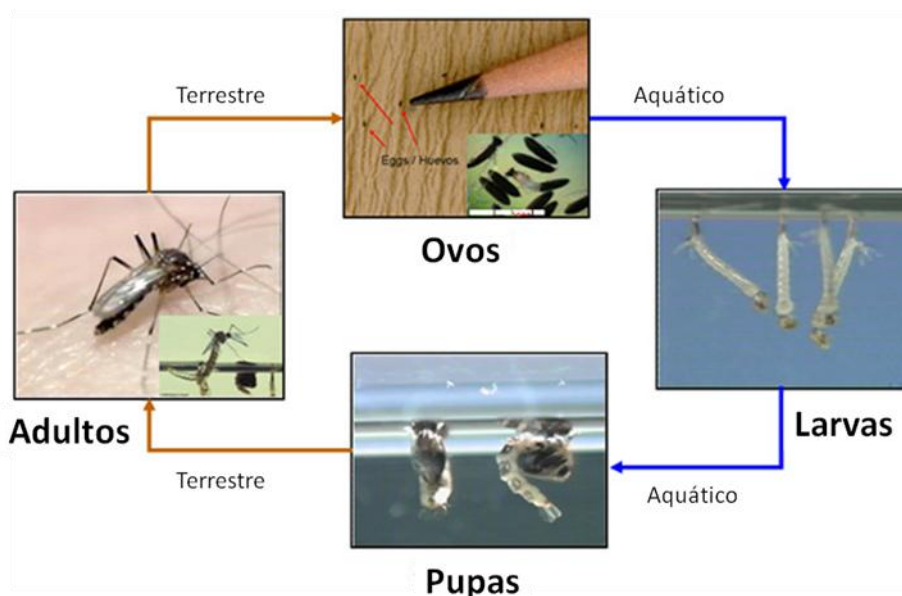 Terrestre
Aquático
Eggs / Huevos
Ovos
Adultos
Larvas
Terrestre
Aquático
Pupas